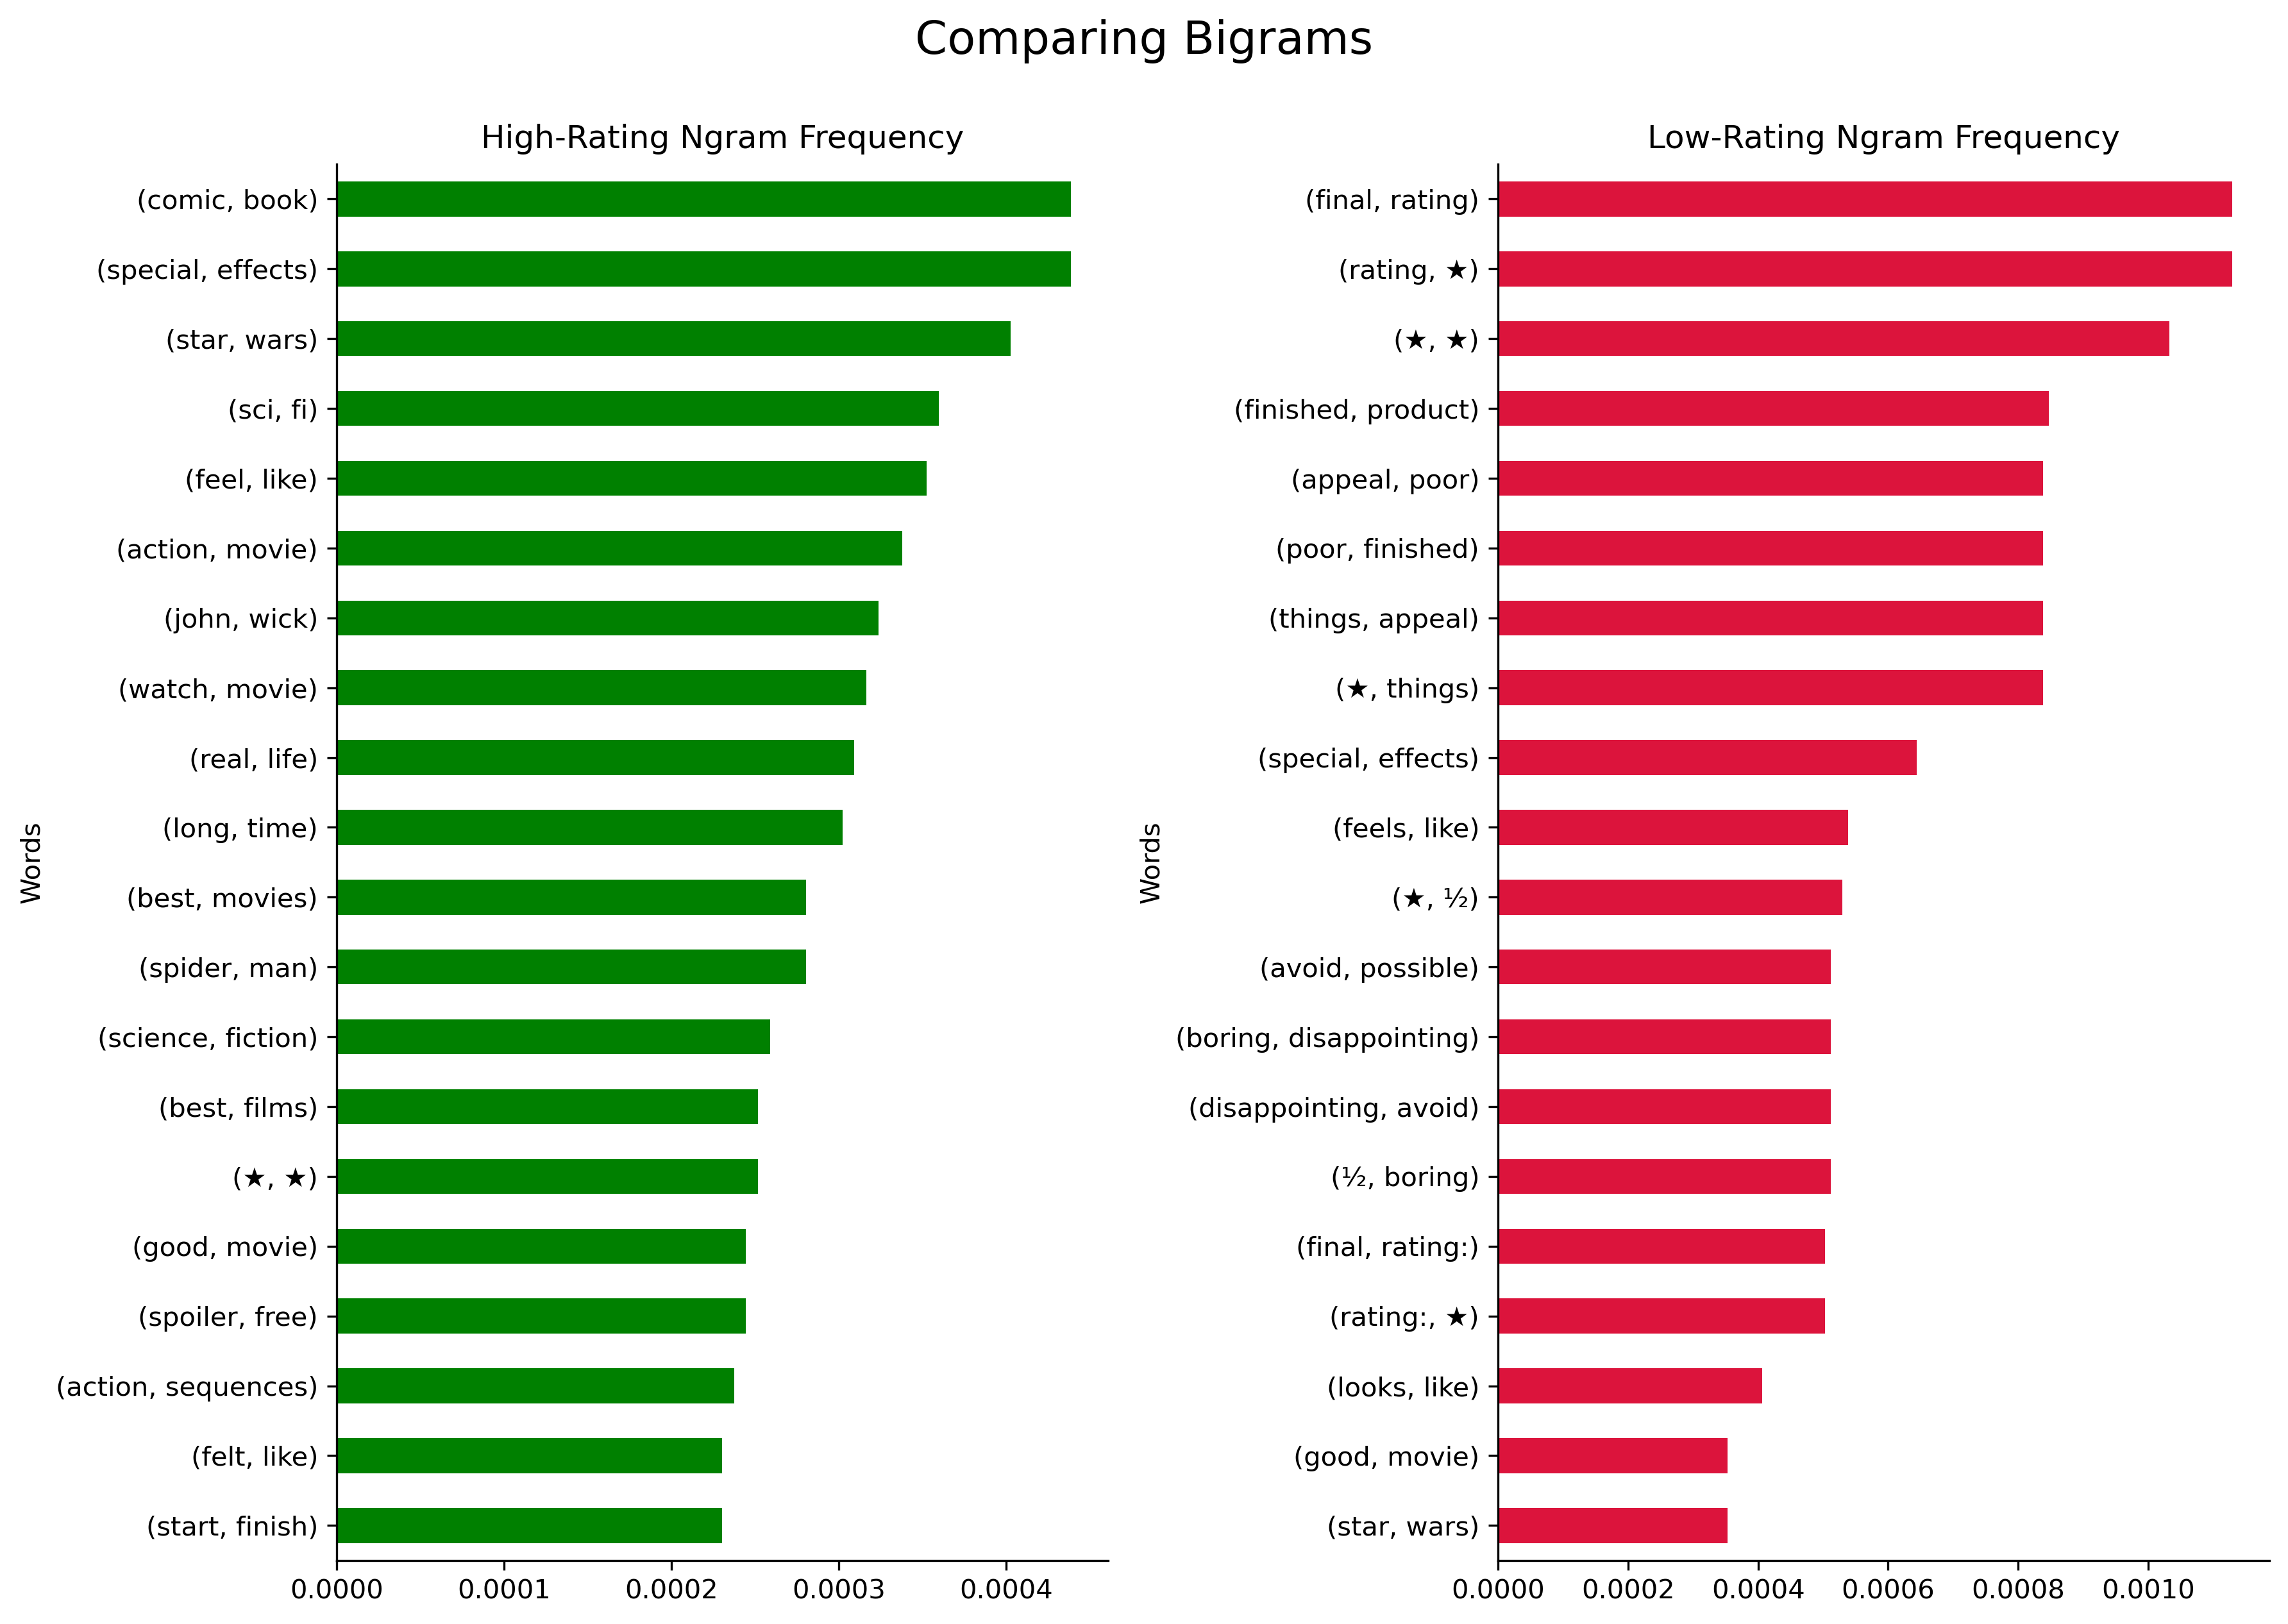 Comparing Bigrams
High-Rating Ngram Frequency
Words
(comic, book)
(special, effects)
(star, wars)
(sci, fi)
(feel, like)
(action, movie)
(john, wick)
(watch, movie)
(real, life)
(long, time)
(best, movies)
(spider, man)
(science, fiction)
(best, films)
(★, ★)
(good, movie)
(spoiler, free)
(action, sequences)
(felt, like)
(start, finish)
0.0000 0.0001 0.0002 0.0003 0.0004
Low-Rating Ngram Frequency
Words
(final, rating)
(rating, ★)
(★, ★)
(finished, product)
(appeal, poor)
(poor, finished)
(things, appeal)
(★, things)
(special, effects)
(feels, like)
(★, ½)
(avoid, possible)
(boring, disappointing)
(disappointing, avoid)
(½, boring)
(final, rating:)
(rating:, ★)
(looks, like)
(good, movie)
(star, wars)
0.0000 0.0002 0.0004 0.0006 0.0008 0.0010